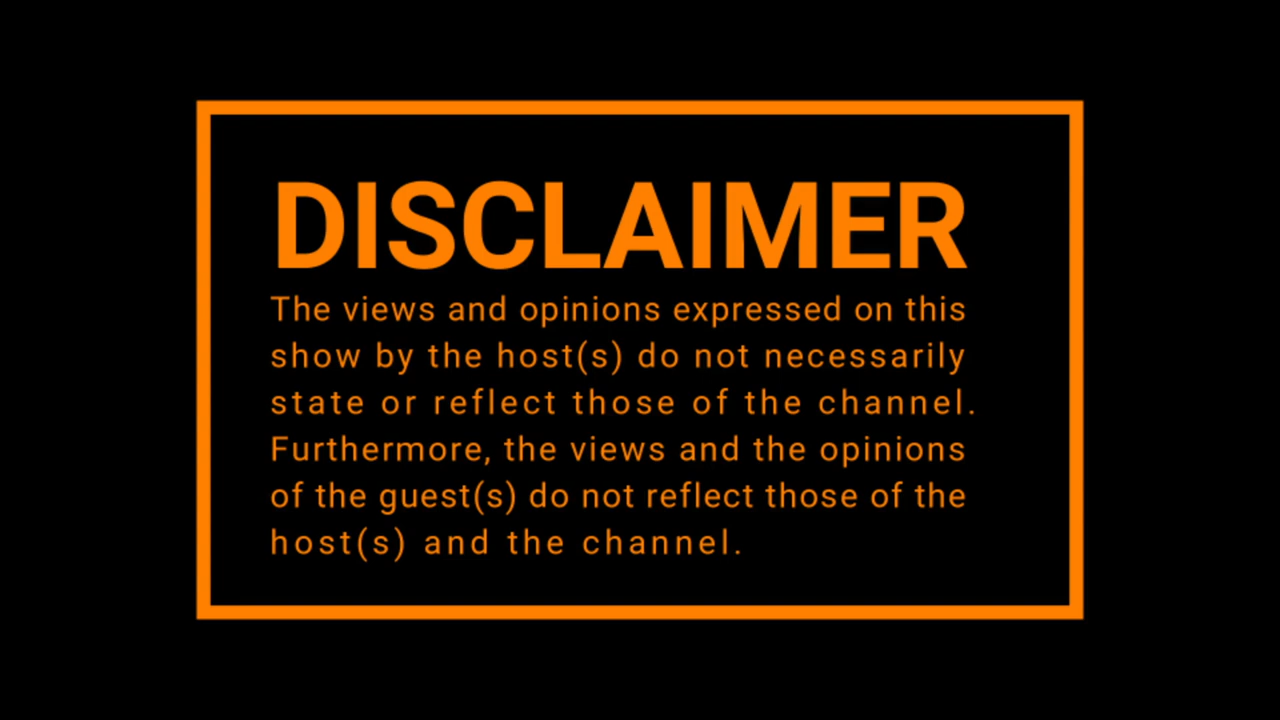 DISCLAIMER
The views and opinions expressed on this
show by the host(s) do not necessarily
state or reflect those of the channel.
Furthermore, the views and the opinions
of the guest(s) do not reflect those of the
host(s) and the channel.